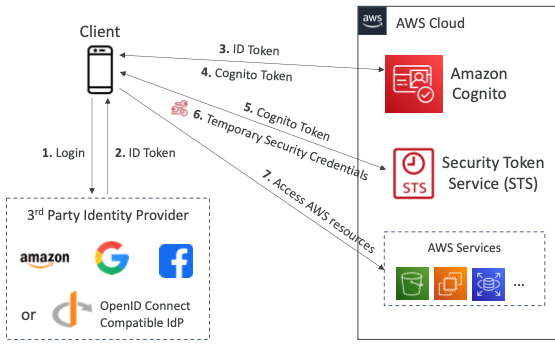 aws
AWS Cloud
Client
3. ID Token
4. Cognito Token
Amazon
Cognito
5. Cognito Token
6. Temporary Security Credentials
1. Login
2. ID Token
7. Access AWS resources
STS
Security Token
Service (STS)
3rd Party Identity Provider
amazon
or
OpenID Connect
Compatible IdP
AWS Services
...